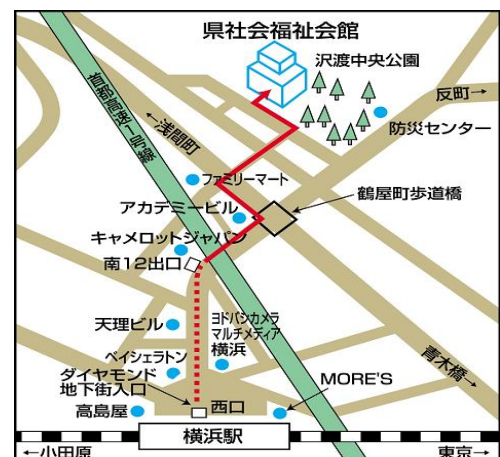 県社会福祉会館
沢渡中央公園
反町→
防災センター
首都高速1号線
←浅間町
ファミリーマート
鶴屋町歩道橋
アカデミービル
キャメロットジャパン
南12出口
天理ビル
ヨドバシカメラ
マルチメディア
横浜
ベイシェラトン
ダイヤモンド
地下街入口
青木橋→
西口
MORE'S
高島屋
横浜駅
←小田原
東京→